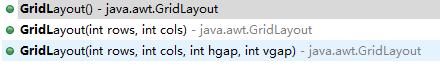 GridLayout() - java.awt.GridLayout
GridLayout(int rows, int cols) - java.awt.GridLayout
GridLayout(int rows, int cols, int hgap, int vgap) - java.awt.GridLayout